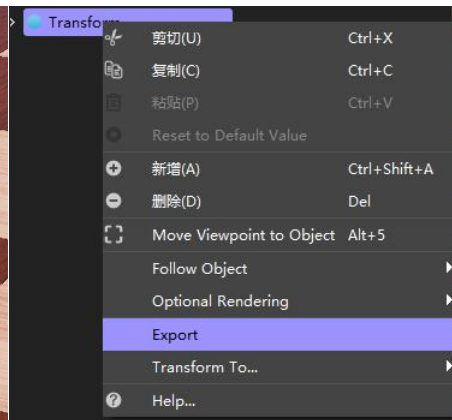 Transform
剪切(U) Ctrl+X
复制(C) Ctrl+C
粘贴(P) Ctrl+V
Reset to Default Value
新增(A) Ctrl+Shift+A
删除(D) Del
Move Viewpoint to Object Alt+5
Follow Object
Optional Rendering
Export
Transform To...
Help...